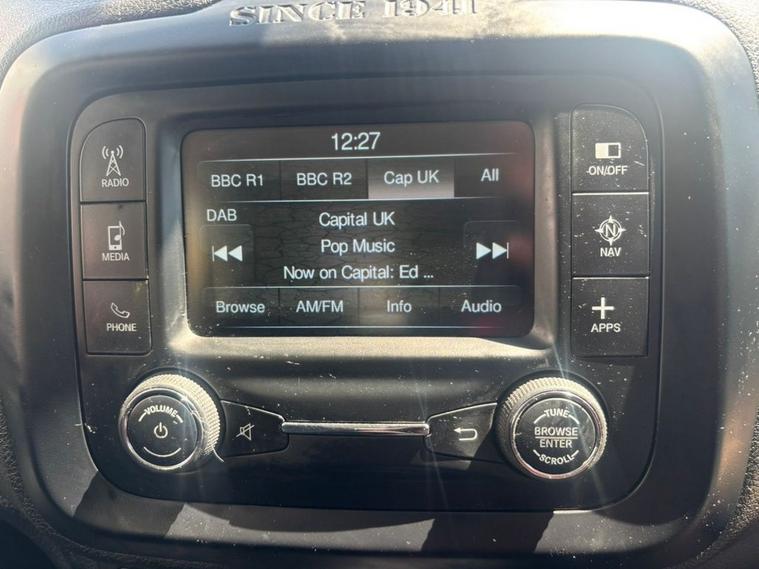 SINCE 1941
12:27
BBC R1 BBC R2 Cap UK All
DAB
Capital UK
Pop Music
Now on Capital: Ed ...
Browse AM/FM Info Audio
RADIO
MEDIA
PHONE
ON/OFF
N
NAV
APPS
VOLUME
TUNE
BROWSE
ENTER
SCROLL